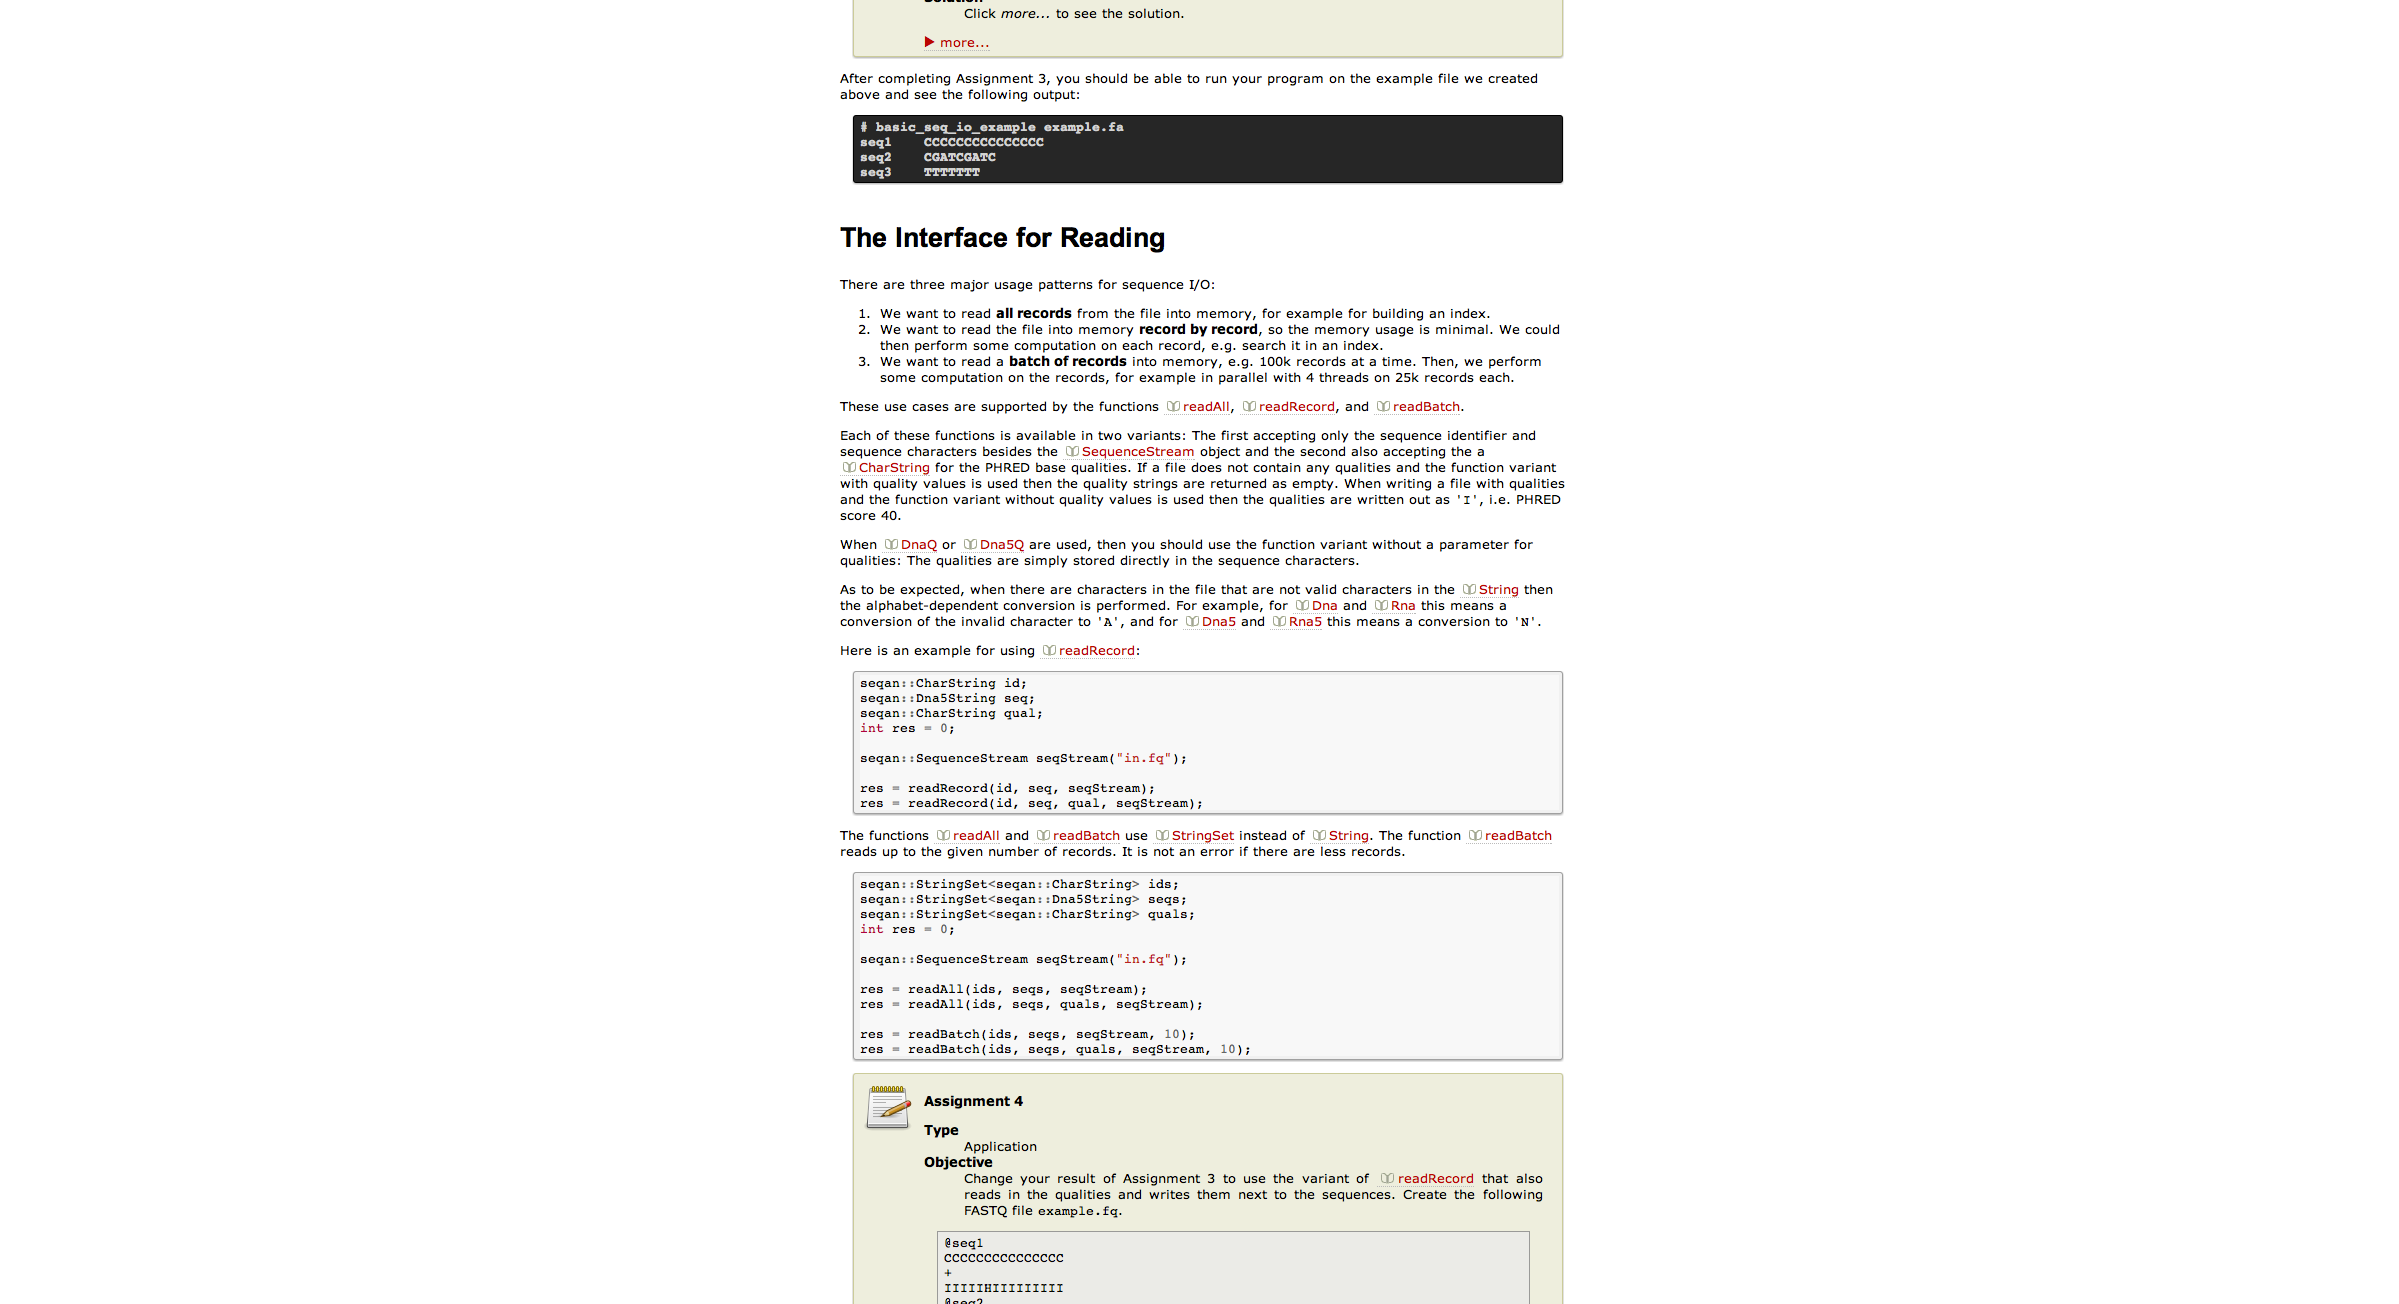 Solution
Click more... to see the solution.
more...
After completing Assignment 3, you should be able to run your program on the example file we created
above and see the following output:
# basic_seq_io_example example.fa
seq1    CCCCCCCCCCCCCCC
seq2    CGATCGATC
seq3    TTTTTTT
The Interface for Reading
There are three major usage patterns for sequence I/O:
1. We want to read all records from the file into memory, for example for building an index.
2. We want to read the file into memory record by record, so the memory usage is minimal. We could
then perform some computation on each record, e.g. search it in an index.
3. We want to read a batch of records into memory, e.g. 100k records at a time. Then, we perform
some computation on the records, for example in parallel with 4 threads on 25k records each.
These use cases are supported by the functions readAll, readRecord, and readBatch.
Each of these functions is available in two variants: The first accepting only the sequence identifier and
sequence characters besides the SequenceStream object and the second also accepting the a
CharString for the PHRED base qualities. If a file does not contain any qualities and the function variant
with quality values is used then the quality strings are returned as empty. When writing a file with qualities
and the function variant without quality values is used then the qualities are written out as 'I', i.e. PHRED
score 40.
When DnaQ or Dna5Q are used, then you should use the function variant without a parameter for
qualities: The qualities are simply stored directly in the sequence characters.
As to be expected, when there are characters in the file that are not valid characters in the String then
the alphabet-dependent conversion is performed. For example, for Dna and Rna this means a
conversion of the invalid character to 'A', and for Dna5 and Rna5 this means a conversion to 'N'.
Here is an example for using readRecord:
seqan::CharString id;
seqan::Dna5String seq;
seqan::CharString qual;
int res = 0;
seqan::SequenceStream seqStream("in.fq");
res = readRecord(id, seq, seqStream);
res = readRecord(id, seq, qual, seqStream);
The functions readAll and readBatch use StringSet instead of String. The function readBatch
reads up to the given number of records. It is not an error if there are less records.
seqan::StringSet<seqan::CharString> ids;
seqan::StringSet<seqan::Dna5String> seqs;
seqan::StringSet<seqan::CharString> quals;
int res = 0;
seqan::SequenceStream seqStream("in.fq");
res = readAll(ids, seqs, seqStream);
res = readAll(ids, seqs, quals, seqStream);
res = readBatch(ids, seqs, seqStream, 10);
res = readBatch(ids, seqs, quals, seqStream, 10);
Assignment 4
Type
Application
Objective
Change your result of Assignment 3 to use the variant of readRecord that also
reads in the qualities and writes them next to the sequences. Create the following
FASTQ file example.fq.
@seq1
CCCCCCCCCCCCCCC
+
IIIIIHIIIIIIIII
@seq2